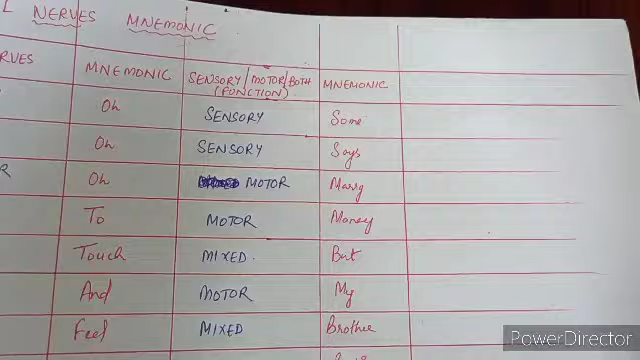 L NERVES MNEMONIC
RVES MNEMONIC SENSORY/MOTOR/BOTH MNEMONIC
(FUNCTION)
Oh SENSORY Some
Oh SENSORY Says
R Oh MOTOR Marry
To MOTOR Money
Touch MIXED. But
And MOTOR My
Feel MIXED Brother
PowerDirector